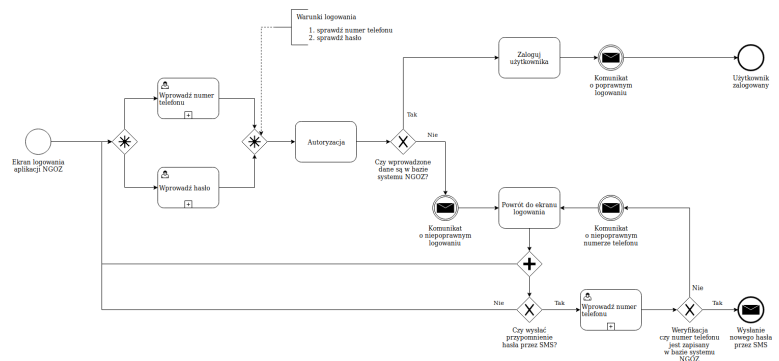 Warunki logowania
1. sprawdź numer telefonu
2. sprawdź hasło
Zaloguj
użytkownika
Komunikat
o poprawnym
logowaniu
Użytkownik
zalogowany
Wprowadź numer
telefonu
Tak
Ekran logowania
aplikacji NGOZ
Autoryzacja
Nie
Czy wprowadzone
dane są w bazie
systemu NGOZ?
Wprowadź hasło
Komunikat
o niepoprawnym
logowaniu
Powrót do ekranu
logowania
Komunikat
o niepoprawnym
numerze telefonu
Nie
Nie
Tak
Wprowadź numer
telefonu
Tak
Czy wysłać
przypomnienie
hasła przez SMS?
Weryfikacja
czy numer telefonu
jest zapisany
w bazie systemu
NGOZ
Wysłanie
nowego hasła
przez SMS